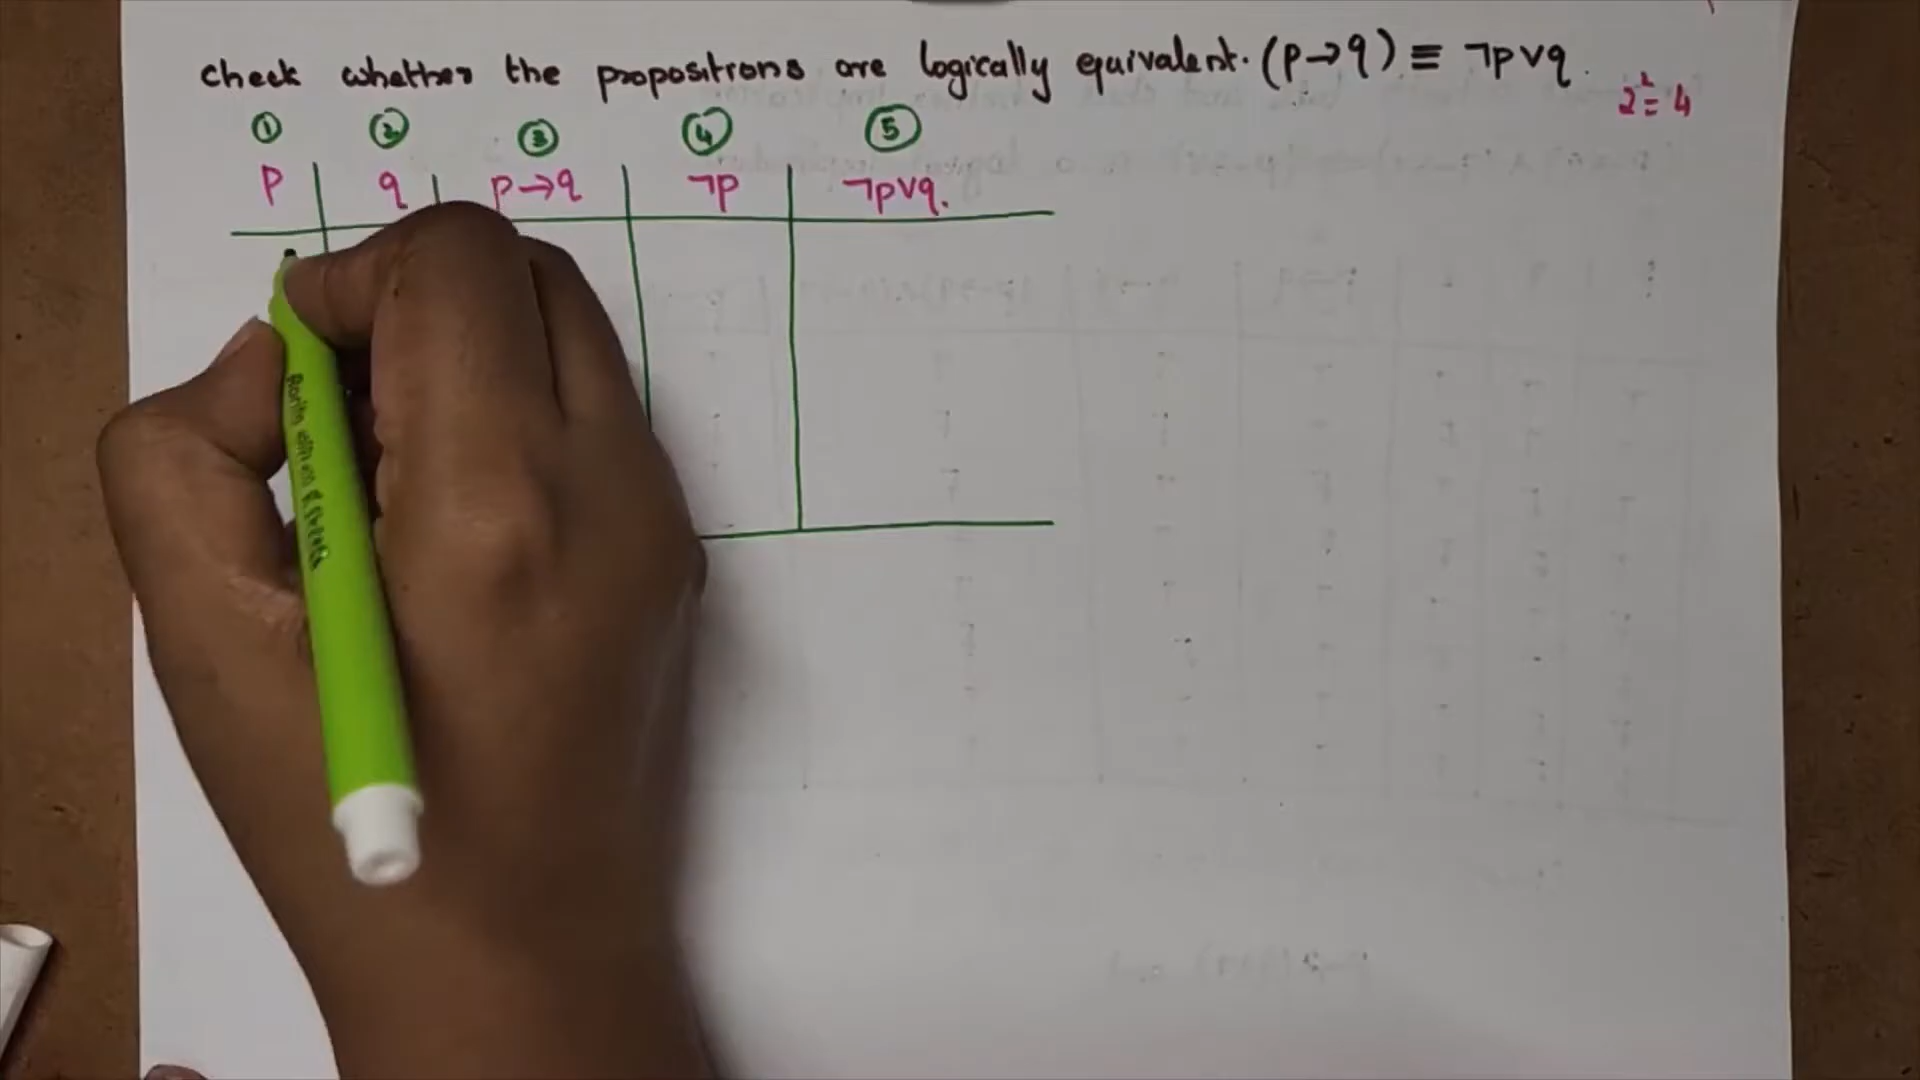 Check whether the propositions are logically equivalent. (p→q) ≡ ¬p∨q.
2² = 4
① ② ③ ④ ⑤
p q p→q ¬p ¬p∨q.